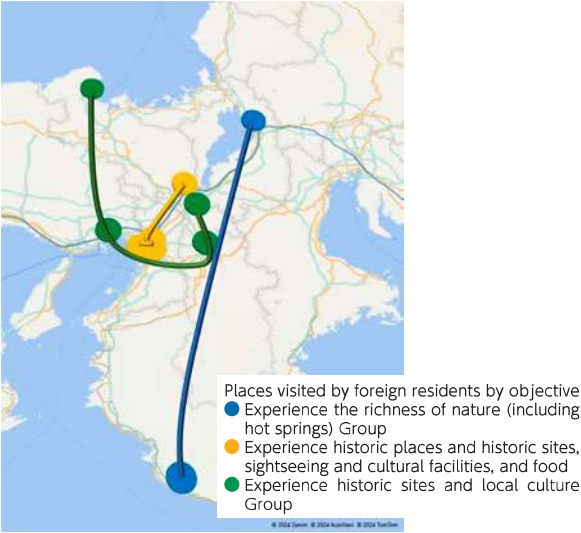 Places visited by foreign residents by objective
Experience the richness of nature (including
hot springs) Group
Experience historic places and historic sites,
sightseeing and cultural facilities, and food
Experience historic sites and local culture
Group
© 2024 Zenrin © 2024 AutoNavi © 2024 TomTom